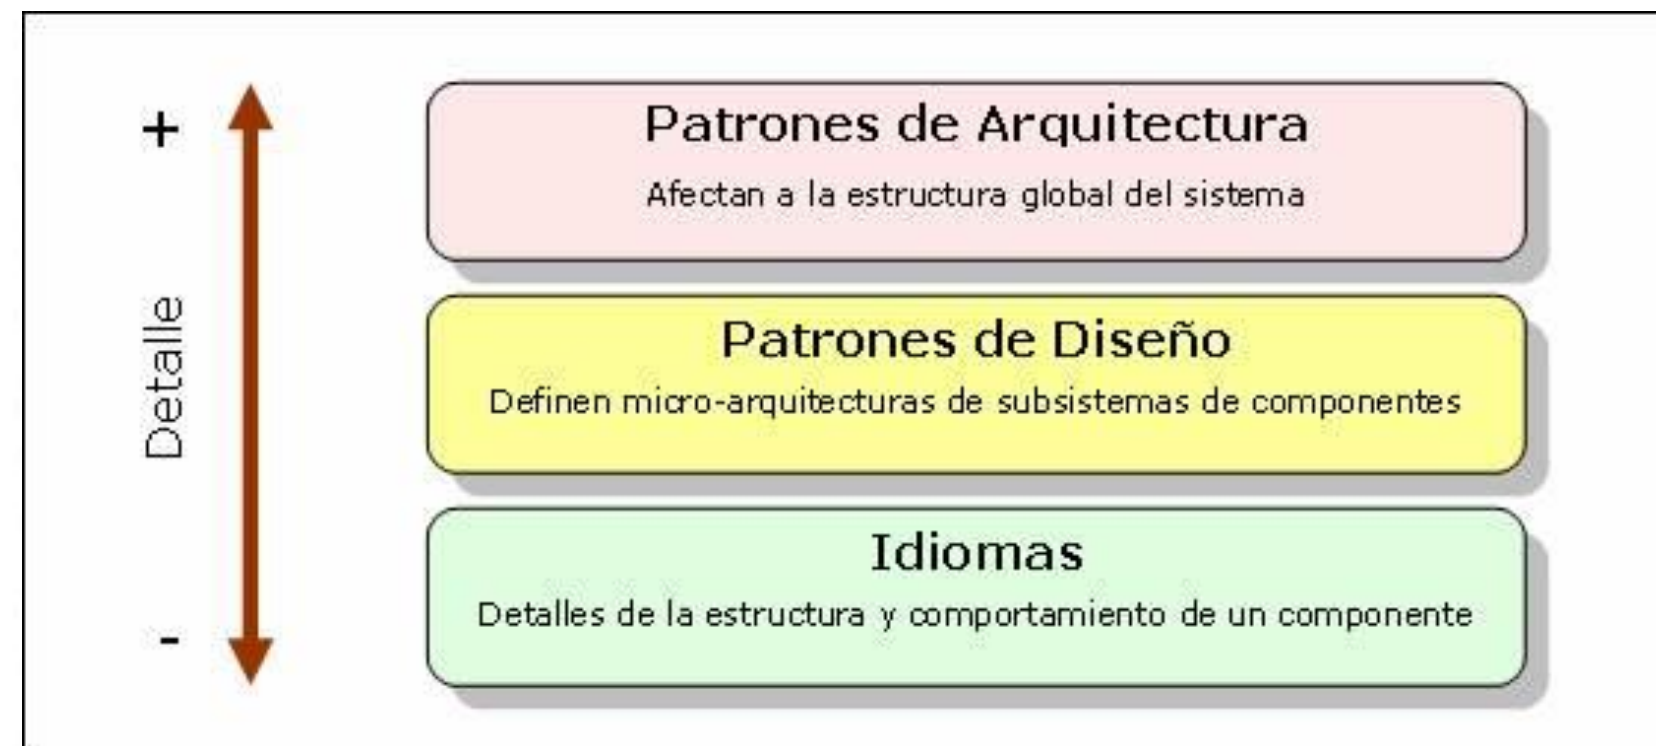 +
Detalle
-
Patrones de Arquitectura
Afectan a la estructura global del sistema
Patrones de Diseño
Definen micro-arquitecturas de subsistemas de componentes
Idiomas
Detalles de la estructura y comportamiento de un componente